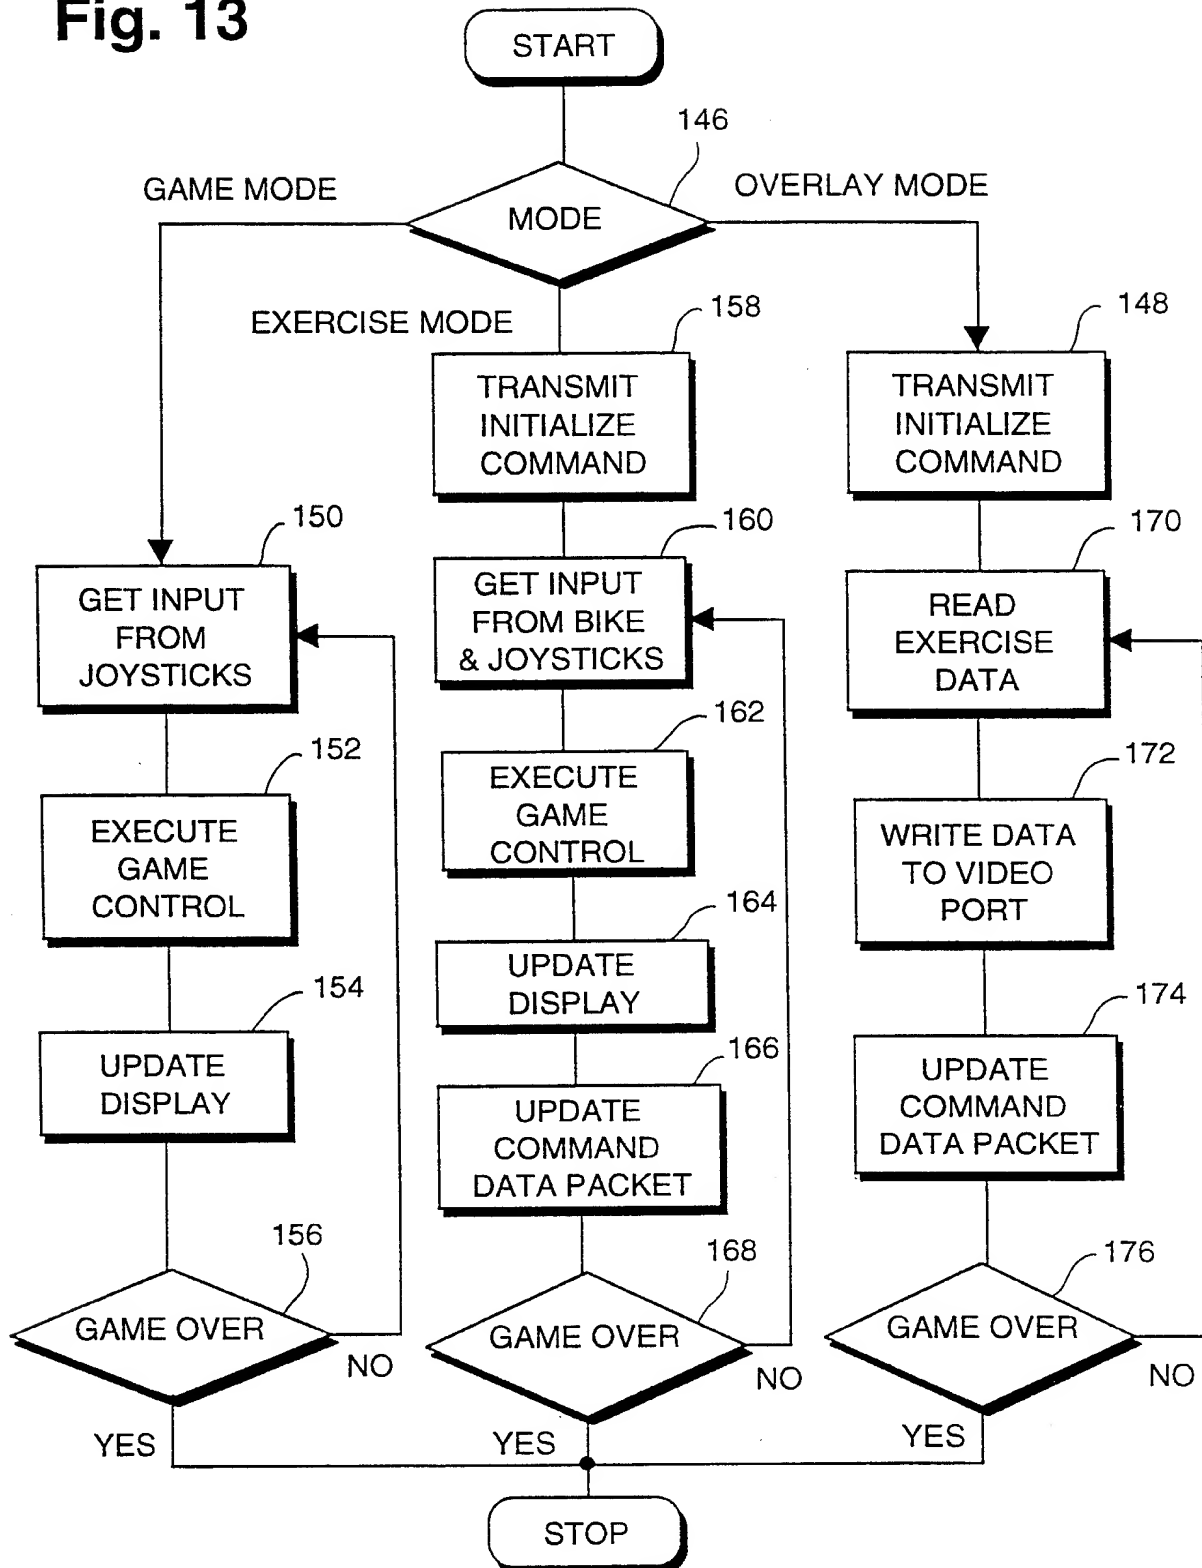 Fig. 13
START
146
GAME MODE
OVERLAY MODE
MODE
EXERCISE MODE
158
148
TRANSMIT
INITIALIZE
COMMAND
TRANSMIT
INITIALIZE
COMMAND
150
160
170
GET INPUT
FROM
JOYSTICKS
GET INPUT
FROM BIKE
& JOYSTICKS
READ
EXERCISE
DATA
152
162
172
EXECUTE
GAME
CONTROL
EXECUTE
GAME
CONTROL
WRITE DATA
TO VIDEO
PORT
154
164
174
UPDATE
DISPLAY
UPDATE
DISPLAY
166
UPDATE
COMMAND
DATA PACKET
UPDATE
COMMAND
DATA PACKET
156
168
176
GAME OVER
GAME OVER
GAME OVER
NO
NO
NO
YES
YES
YES
STOP